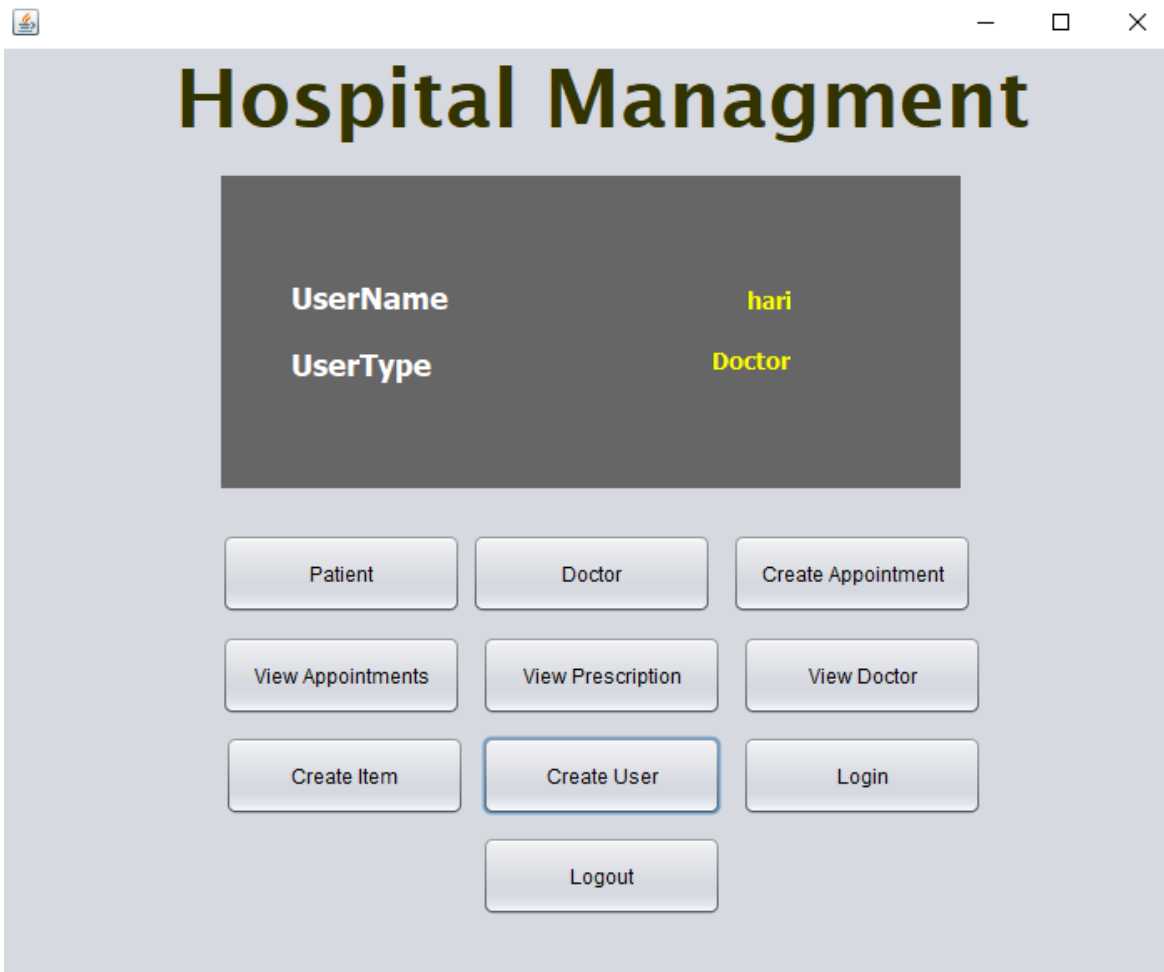 Hospital Managment
UserName hari
UserType Doctor
Patient Doctor Create Appointment
View Appointments View Prescription View Doctor
Create Item Create User Login
Logout